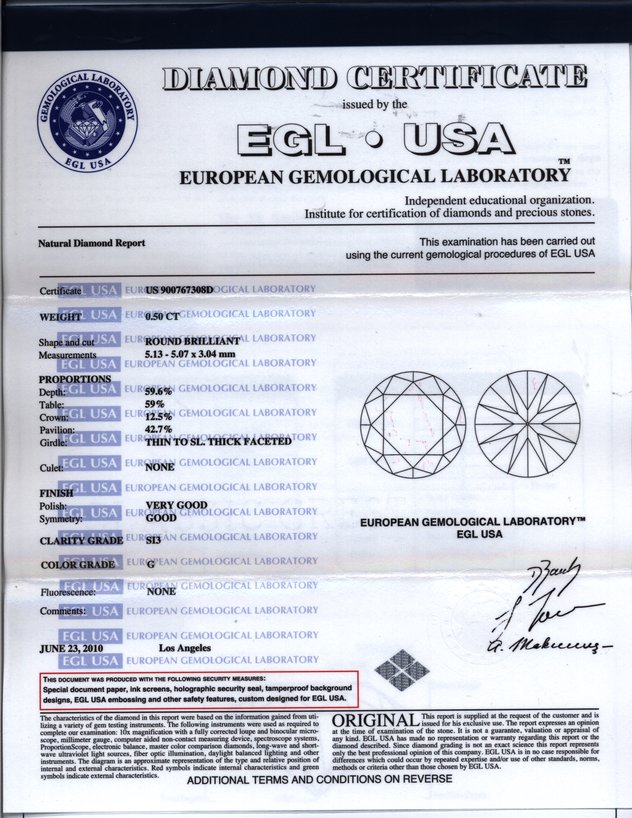 GEMOLOGICAL LABORATORY
EGL USA
DIAMOND CERTIFICATE
issued by the
EGL • USA
EUROPEAN GEMOLOGICAL LABORATORY™
Independent educational organization.
Institute for certification of diamonds and precious stones.
Natural Diamond Report
This examination has been carried out
using the current gemological procedures of EGL USA
Certificate US 900767308D
WEIGHT 0.50 CT
Shape and cut ROUND BRILLIANT
Measurements 5.13 - 5.07 x 3.04 mm
PROPORTIONS
Depth: 59.6%
Table: 59%
Crown: 12.5%
Pavilion: 42.7%
Girdle: THIN TO SL. THICK FACETED
Culet: NONE
FINISH
Polish: VERY GOOD
Symmetry: GOOD
CLARITY GRADE SI3
COLOR GRADE G
Fluorescence: NONE
Comments:
EUROPEAN GEMOLOGICAL LABORATORY™
EGL USA
JUNE 23, 2010 Los Angeles
EGL USA EUROPEAN GEMOLOGICAL LABORATORY
THIS DOCUMENT WAS PRODUCED WITH THE FOLLOWING SECURITY MEASURES:
Special document paper, ink screens, holographic security seal, tamperproof background
designs, EGL USA embossing and other safety features, custom designed for EGL USA.
The characteristics of the diamond in this report were based on the information gained from uti-
lizing a variety of gem testing instruments. The following instruments were used as required to
complete our examination: 10x magnification with a fully corrected loupe and binocular micro-
scope, millimeter gauge, computer aided non-contact measuring device, spectroscope systems,
ProportionScope, electronic balance, master color comparison diamonds, long-wave and short-
wave ultraviolet light sources, fiber optic illumination, daylight balanced lighting and other
instruments. The diagram is an approximate representation of the type and relative position of
internal and external characteristics. Red symbols indicate internal characteristics and green
symbols indicate external characteristics.
ORIGINAL This report is supplied at the request of the customer and is
issued for his exclusive use. The report expresses an opinion
at the time of examination. It is not a guarantee, valuation or appraisal of
any kind. EGL USA has made no representation or warranty regarding this report or the
diamond described. Since diamond grading is not an exact science this report represents
only the best professional opinion of this company. EGL USA is in no case responsible for
differences which could occur by repeated expertise and/or use of other standards, norms,
methods or criteria other than those chosen by EGL USA.
ADDITIONAL TERMS AND CONDITIONS ON REVERSE